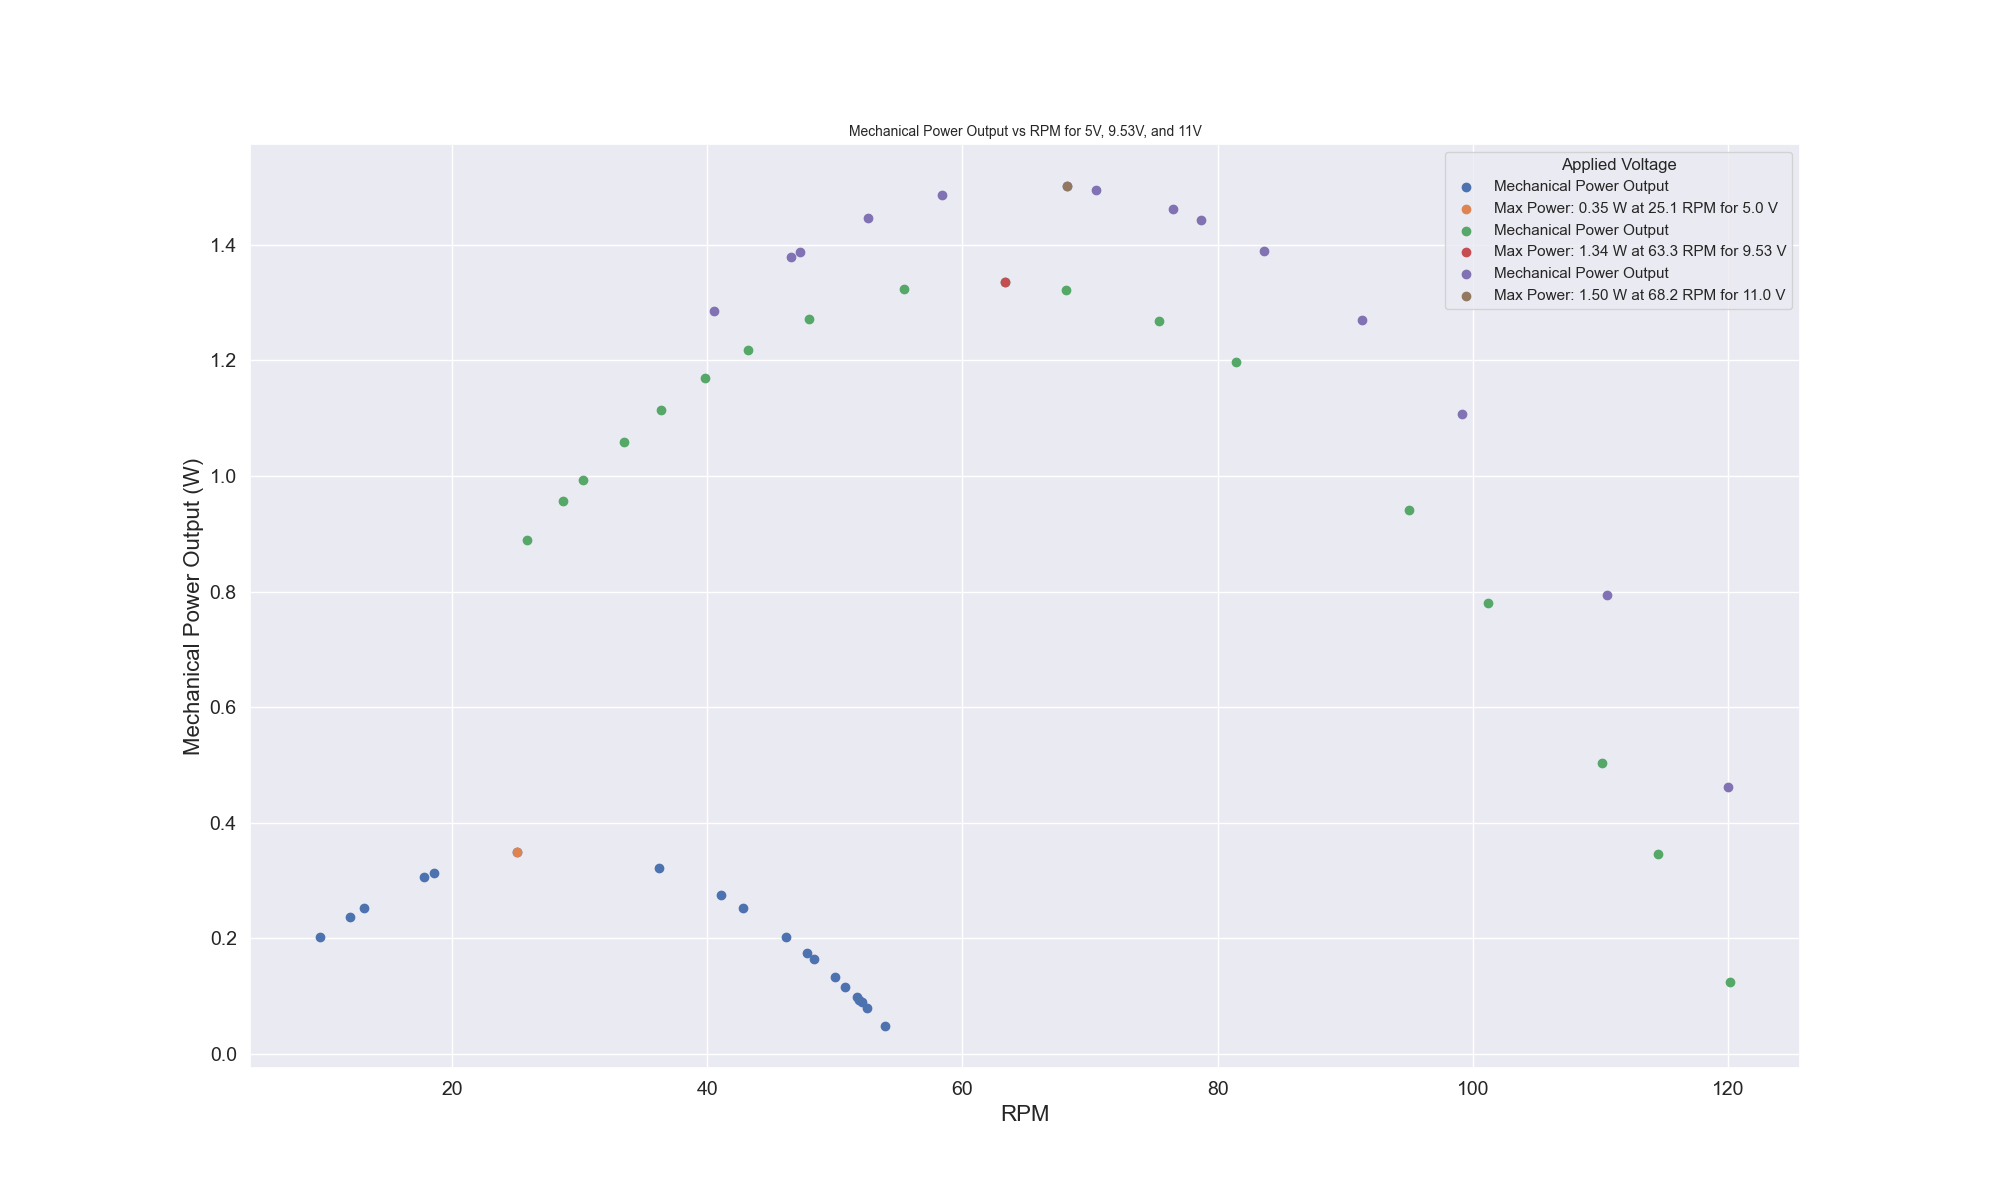 Mechanical Power Output vs RPM for 5V, 9.53V, and 11V
Applied Voltage
Mechanical Power Output
Max Power: 0.35 W at 25.1 RPM for 5.0 V
Mechanical Power Output
Max Power: 1.34 W at 63.3 RPM for 9.53 V
Mechanical Power Output
Max Power: 1.50 W at 68.2 RPM for 11.0 V
Mechanical Power Output (W)
1.4
1.2
1.0
0.8
0.6
0.4
0.2
0.0
20 40 60 80 100 120
RPM